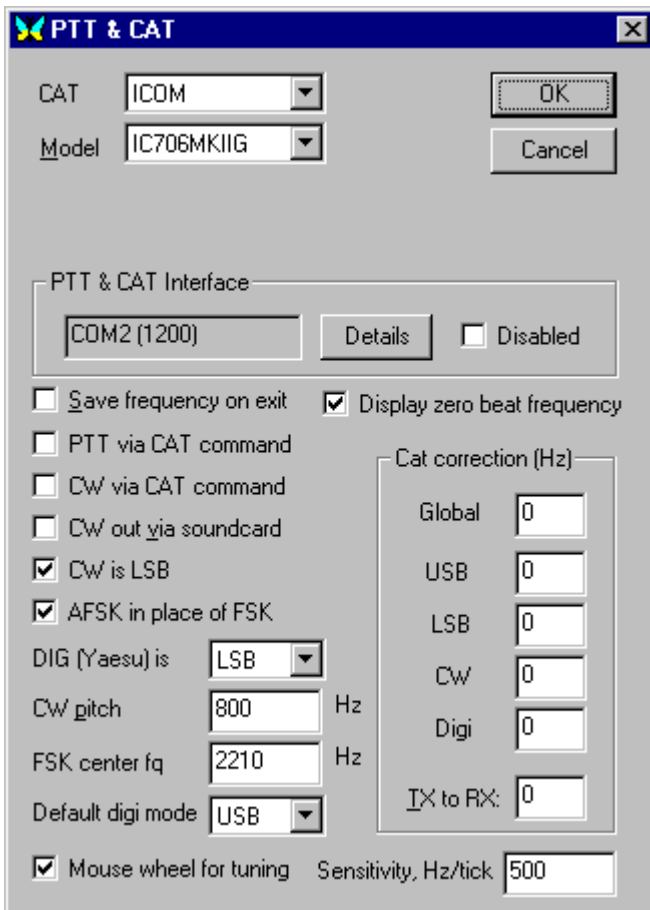 PTT & CAT
CAT ICOM OK
Model IC706MKIIG Cancel
PTT & CAT Interface
COM2 (1200) Details Disabled
Save frequency on exit Display zero beat frequency
PTT via CAT command Cat correction (Hz)
CW via CAT command Global 0
CW out via soundcard
CW is LSB USB 0
AFSK in place of FSK LSB 0
DIG (Yaesu) is LSB CW 0
CW pitch 800 Hz Digi 0
FSK center fq 2210 Hz
Default digi mode USB TX to RX: 0
Mouse wheel for tuning Sensitivity, Hz/tick 500